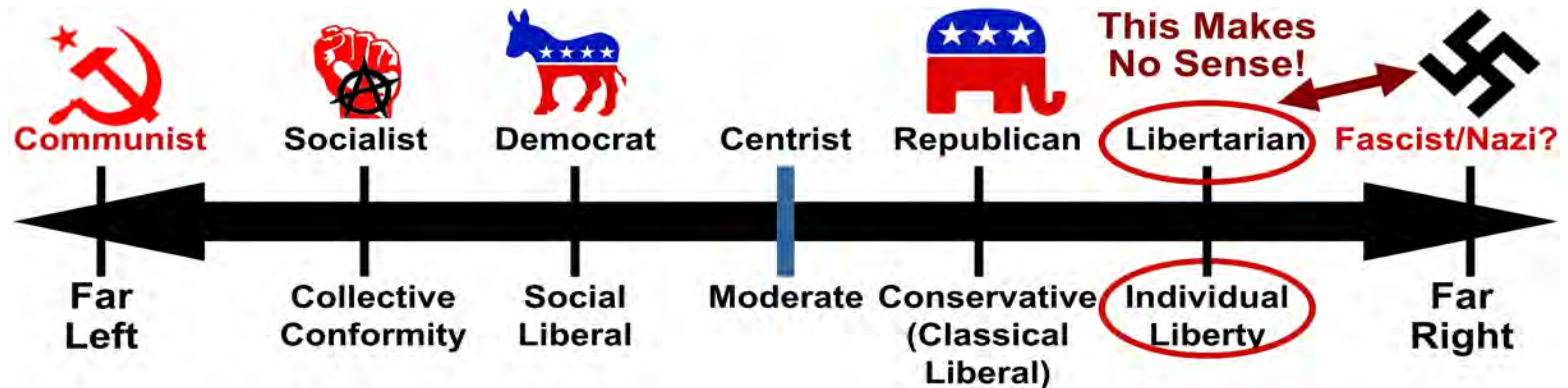 This Makes
No Sense!
Communist
Socialist
Democrat
Centrist
Republican
Libertarian
Fascist/Nazi?
Far
Left
Collective
Conformity
Social
Liberal
Moderate
Conservative
(Classical
Liberal)
Individual
Liberty
Far
Right